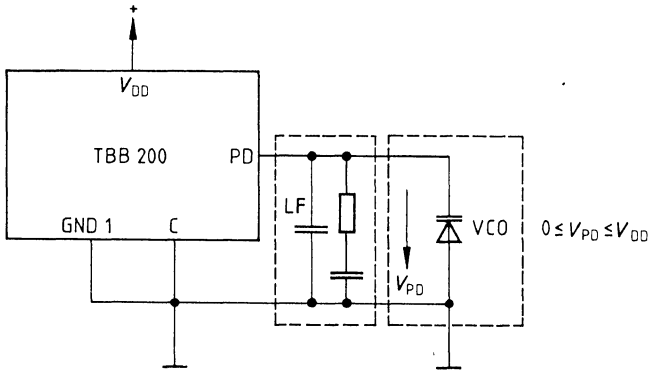 +
V_DD
TBB 200
PD
GND 1
C
LF
V_PD
VCO
0 ≤ V_PD ≤ V_DD